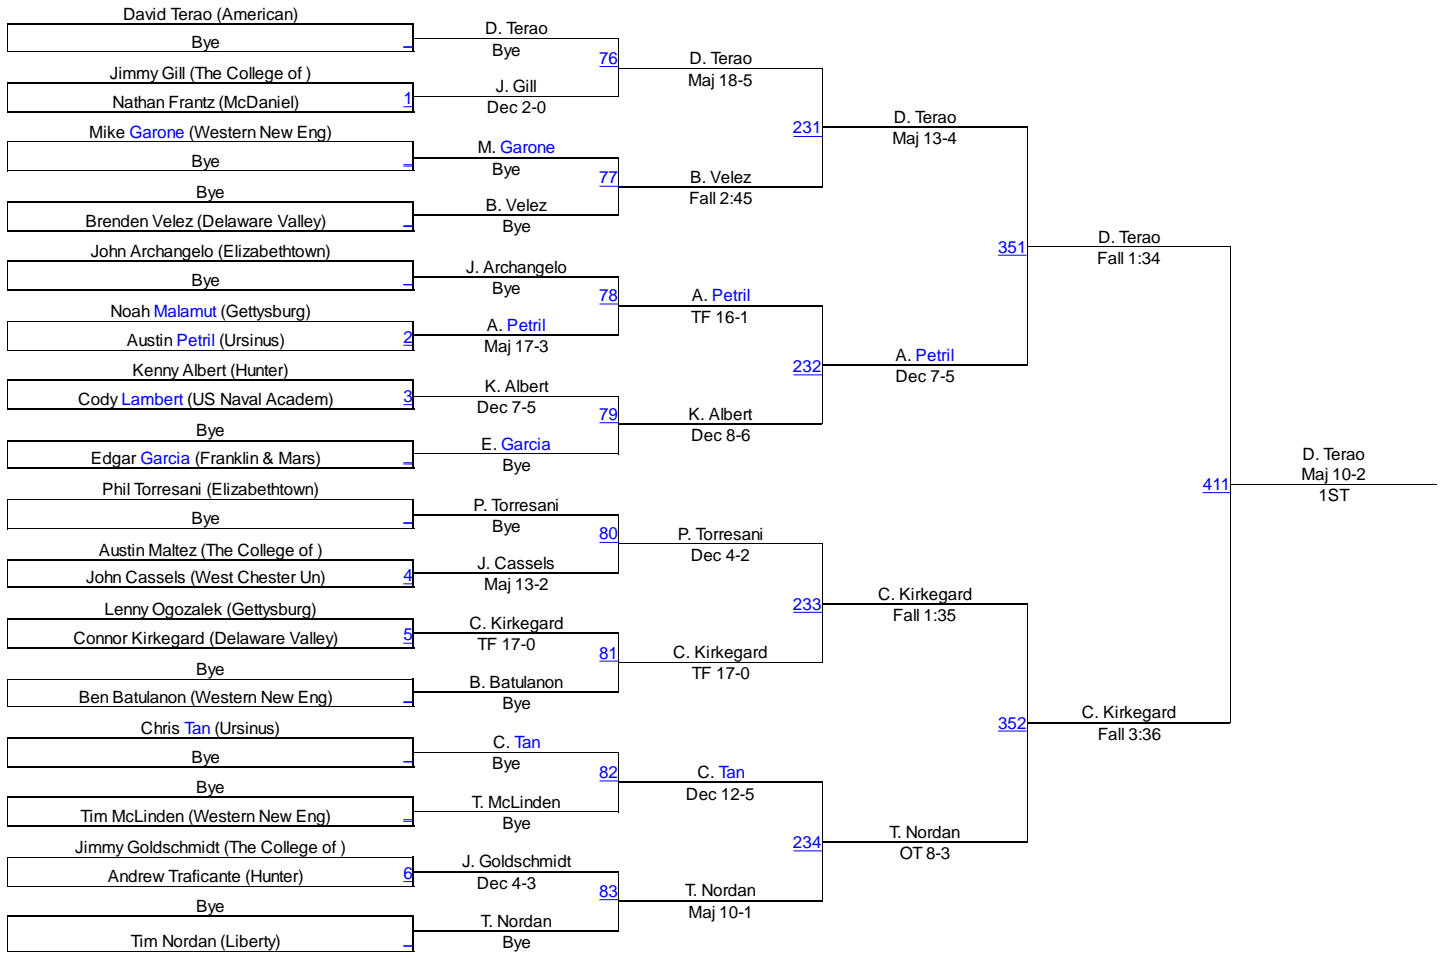 David Terao (American)
Bye
Jimmy Gill (The College of )
Nathan Frantz (McDaniel)
1
Mike Garone (Western New Eng)
Bye
Bye
Brenden Velez (Delaware Valley)
John Archangelo (Elizabethtown)
Bye
Noah Malamut (Gettysburg)
Austin Petril (Ursinus)
2
Kenny Albert (Hunter)
Cody Lambert (US Naval Academ)
3
Bye
Edgar Garcia (Franklin & Mars)
Phil Torresani (Elizabethtown)
Bye
Austin Maltez (The College of )
John Cassels (West Chester Un)
4
Lenny Ogozalek (Gettysburg)
Connor Kirkegard (Delaware Valley)
5
Bye
Ben Batulanon (Western New Eng)
Chris Tan (Ursinus)
Bye
Bye
Tim McLinden (Western New Eng)
Jimmy Goldschmidt (The College of )
Andrew Traficante (Hunter)
6
Bye
Tim Nordan (Liberty)
D. Terao
Bye
76
J. Gill
Dec 2-0
M. Garone
Bye
77
B. Velez
Bye
J. Archangelo
Bye
78
A. Petril
Maj 17-3
K. Albert
Dec 7-5
79
E. Garcia
Bye
P. Torresani
Bye
80
J. Cassels
Maj 13-2
C. Kirkegard
TF 17-0
81
B. Batulanon
Bye
C. Tan
Bye
82
T. McLinden
Bye
J. Goldschmidt
Dec 4-3
83
T. Nordan
Bye
D. Terao
Maj 18-5
231
B. Velez
Fall 2:45
A. Petril
TF 16-1
232
K. Albert
Dec 8-6
P. Torresani
Dec 4-2
233
C. Kirkegard
TF 17-0
C. Tan
Dec 12-5
234
T. Nordan
Maj 10-1
D. Terao
Maj 13-4
351
A. Petril
Dec 7-5
C. Kirkegard
Fall 1:35
352
T. Nordan
OT 8-3
D. Terao
Fall 1:34
411
C. Kirkegard
Fall 3:36
D. Terao
Maj 10-2
1ST